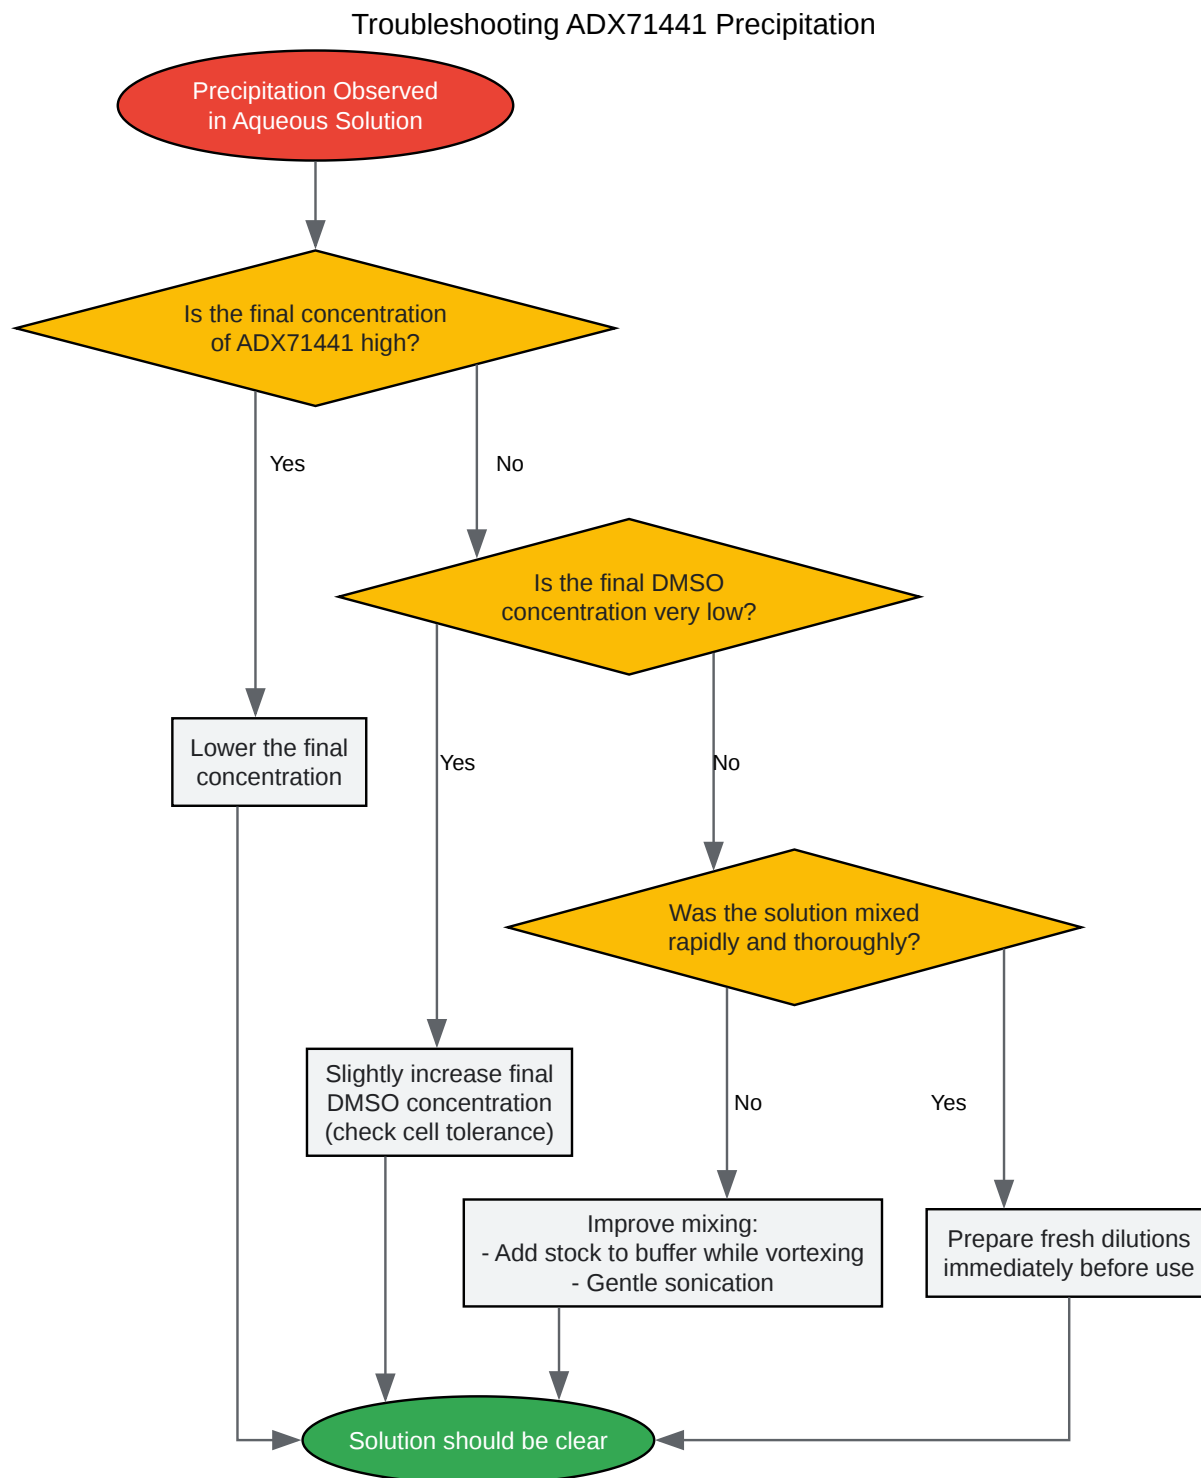 Troubleshooting ADX71441 Precipitation
Precipitation Observed
in Aqueous Solution
Is the final concentration
of ADX71441 high?
Yes
No
Is the final DMSO
concentration very low?
Lower the final
concentration
Yes
No
Was the solution mixed
rapidly and thoroughly?
Slightly increase final
DMSO concentration
(check cell tolerance)
No
Yes
Improve mixing:
- Add stock to buffer while vortexing
- Gentle sonication
Prepare fresh dilutions
immediately before use
Solution should be clear